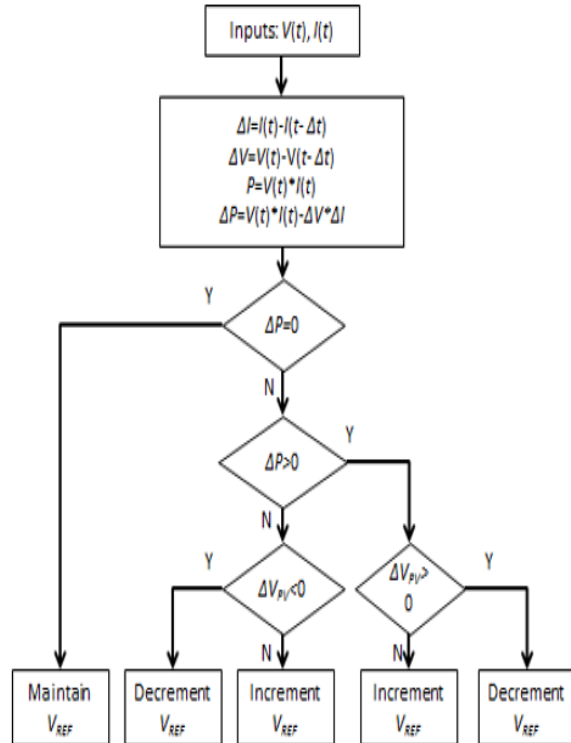 Inputs: V(t), I(t)
ΔI=I(t)-I(t- Δt)
ΔV=V(t)-V(t- Δt)
P=V(t)*I(t)
ΔP=V(t)*I(t)-ΔV*ΔI
Y
ΔP=0
N
Y
ΔP>0
N
Y
ΔV_PV<0
ΔV_PV>
0
Y
N
N
Maintain
V_REF
Decrement
V_REF
Increment
V_REF
Increment
V_REF
Decrement
V_REF